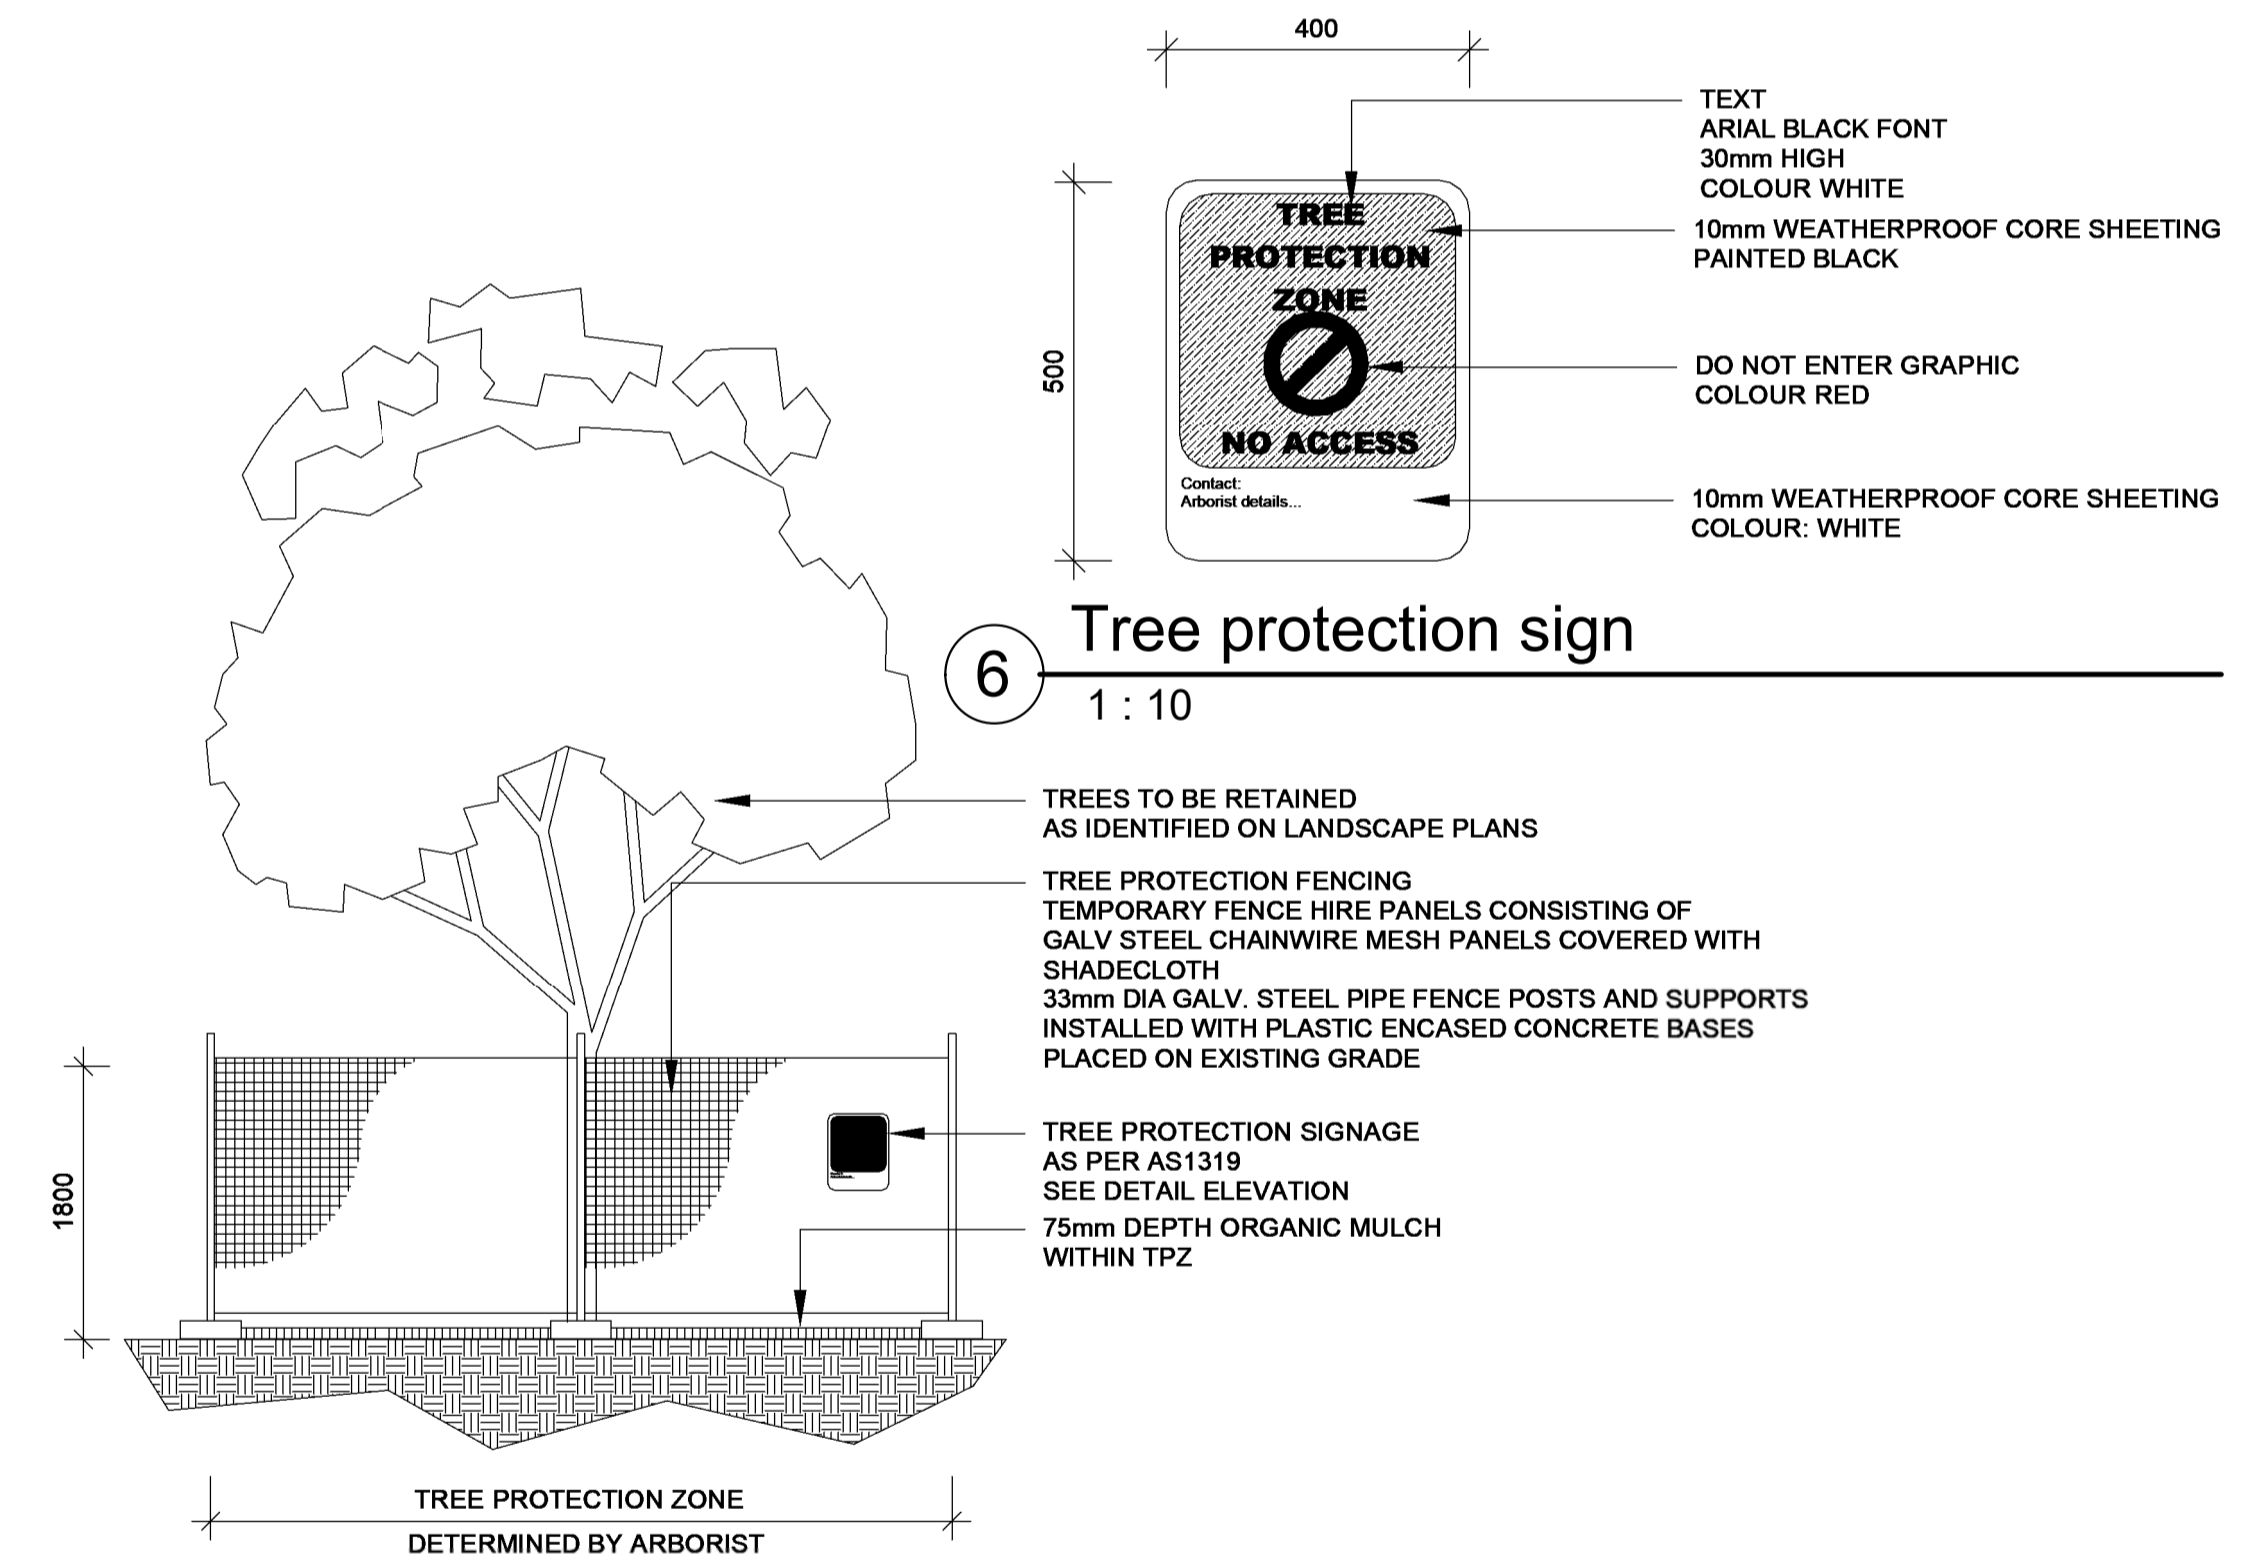 400
TEXT
ARIAL BLACK FONT
30mm HIGH
COLOUR WHITE
10mm WEATHERPROOF CORE SHEETING
PAINTED BLACK
500
TREE
PROTECTION
ZONE
NO ACCESS
DO NOT ENTER GRAPHIC
COLOUR RED
Contact:
Arborist details...
10mm WEATHERPROOF CORE SHEETING
COLOUR: WHITE
Tree protection sign
6
1 : 10
TREES TO BE RETAINED
AS IDENTIFIED ON LANDSCAPE PLANS
TREE PROTECTION FENCING
TEMPORARY FENCE HIRE PANELS CONSISTING OF
GALV STEEL CHAINWIRE MESH PANELS COVERED WITH
SHADECLOTH
33mm DIA GALV. STEEL PIPE FENCE POSTS AND SUPPORTS
INSTALLED WITH PLASTIC ENCASED CONCRETE BASES
PLACED ON EXISTING GRADE
1800
TREE PROTECTION SIGNAGE
AS PER AS1319
SEE DETAIL ELEVATION
75mm DEPTH ORGANIC MULCH
WITHIN TPZ
TREE PROTECTION ZONE
DETERMINED BY ARBORIST